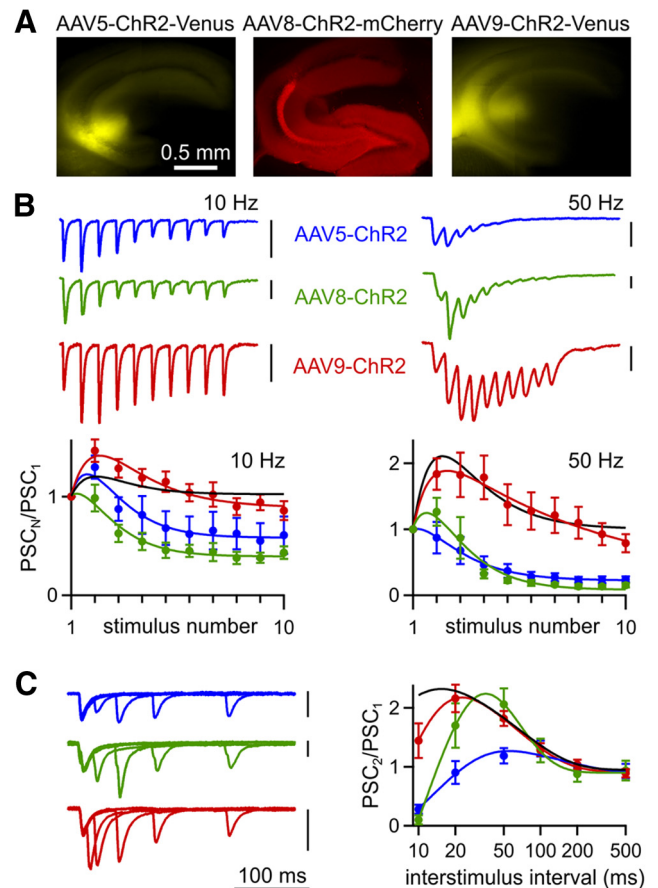 A AAV5-ChR2-Venus AAV8-ChR2-mCherry AAV9-ChR2-Venus
0.5 mm
B 10 Hz 50 Hz
AAV5-ChR2
AAV8-ChR2
AAV9-ChR2
10 Hz 50 Hz
PSCN/PSC1
1
0
1 stimulus number 10
2
1
0
1 stimulus number 10
C
100 ms
PSC2/PSC1
2
1
0
10 20 50 100 200 500
interstimulus interval (ms)